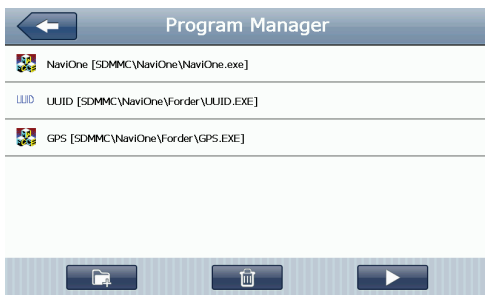 Program Manager
NaviOne [SDMMC\NaviOne\NaviOne.exe]
UUID UUID [SDMMC\NaviOne\Forder\UUID.EXE]
GPS [SDMMC\NaviOne\Forder\GPS.EXE]